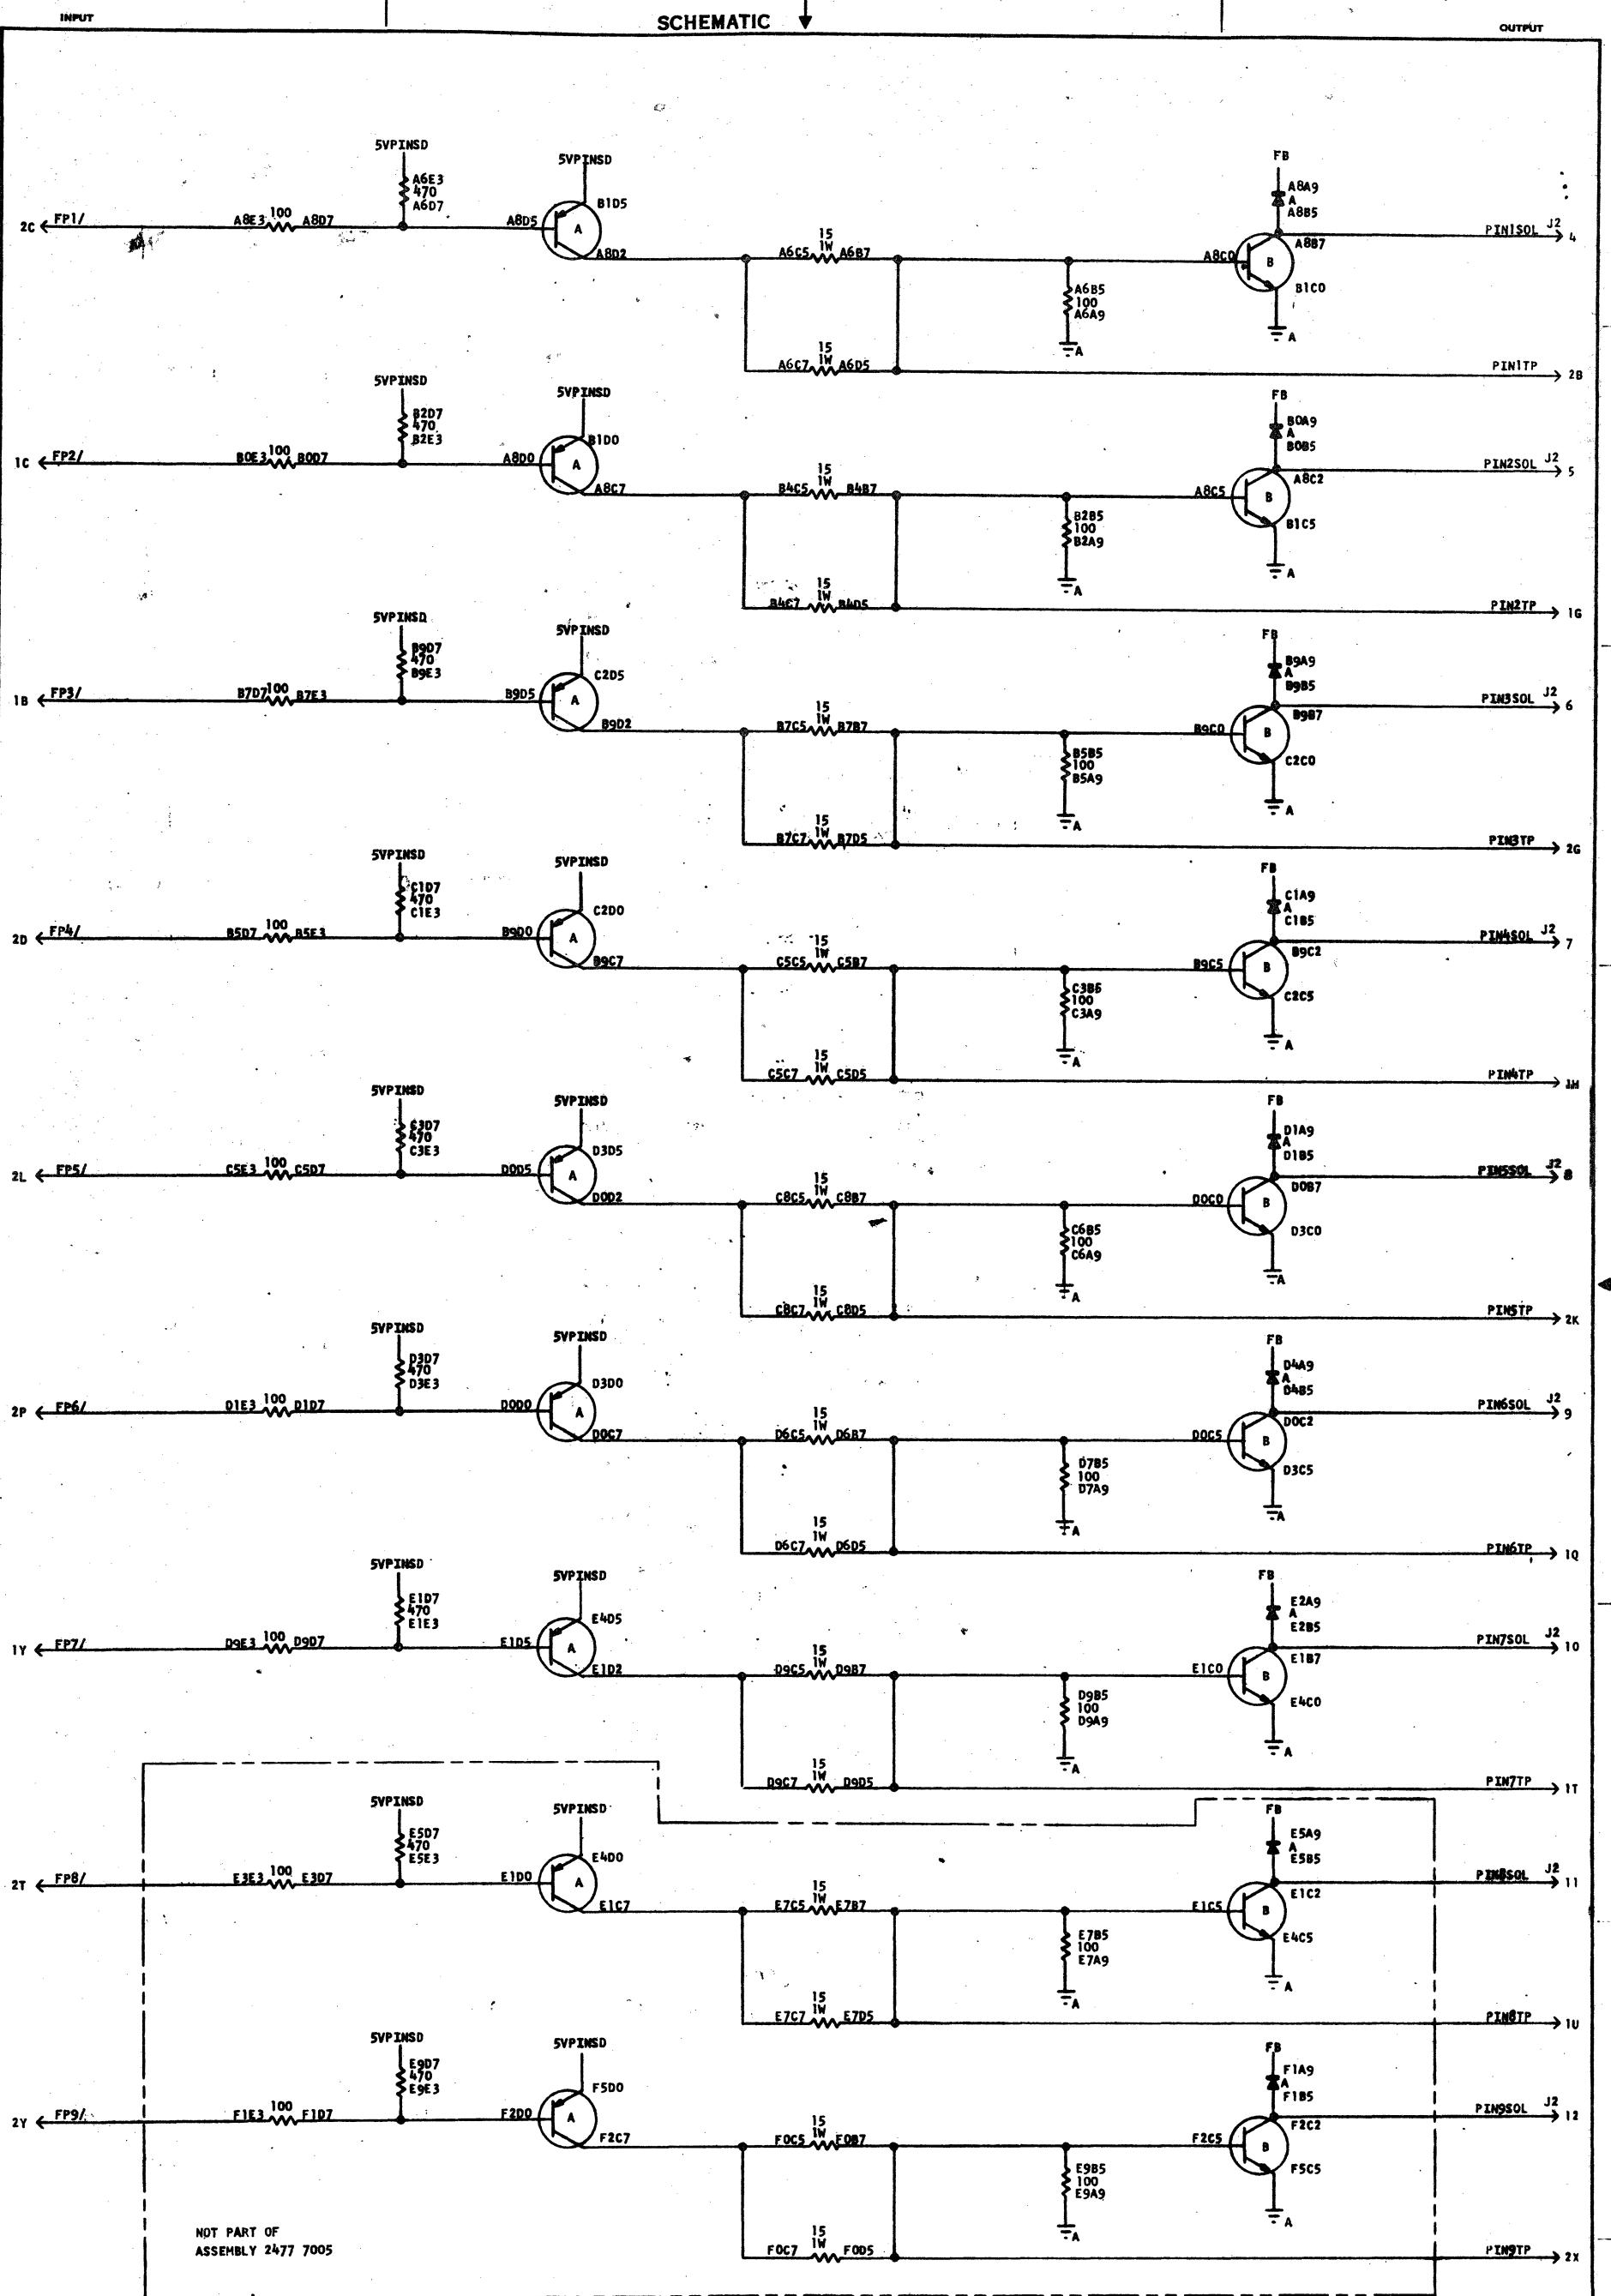 INPUT
SCHEMATIC
OUTPUT
5VPINSD
A6E3
470
A6D7
5VPINSD
B1D5
FB
A8A9
A8B5
2C FP1/
A8E3 100 A8D7
A8D5
A
A8D2
15
1W
A6C5 A6B7
A6B5
100
A6A9
A
A8C0
B
A8B7
B1C0
A
PIN1SOL J2 4
15
1W
A6C7 A6D5
PIN1TP 2B
5VPINSD
B2D7
470
B2E3
5VPINSD
B1D0
FB
B0A9
A
B0B5
1C FP2/
B0E3 100 B0D7
A8D0
A
A8C7
15
1W
B4C5 B4B7
B2B5
100
B2A9
A
A8C5
B
A8C2
B1C5
A
PIN2SOL J2 5
15
1W
B4C7 B4D5
PIN2TP 1G
5VPINSD
B9D7
470
B9E3
5VPINSD
C2D5
FB
B9A9
A
B9B5
1B FP3/
B7D7 100 B7E3
B9D5
A
B9D2
15
1W
B7C5 B7B7
B5B5
100
B5A9
A
B9C0
B
B9B7
C2C0
A
PIN3SOL J2 6
15
1W
B7C7 B7D5
PIN3TP 2G
5VPINSD
C1D7
470
C1E3
5VPINSD
C2D0
FB
C1A9
A
C1B5
2D FP4/
B5D7 100 B5E3
B9D0
A
B9C7
15
1W
C5C5 C5B7
C3B5
100
C3A9
A
B9C5
B
B9C2
C2C5
A
PIN4SOL J2 7
15
1W
C5C7 C5D5
PIN4TP 1H
5VPINSD
C3D7
470
C3E3
5VPINSD
D3D5
FB
D1A9
A
D1B5
2L FP5/
C5E3 100 C5D7
D0D5
A
D0D2
15
1W
C8C5 C8B7
C6B5
100
C6A9
A
D0C0
B
D0B7
D3C0
A
PIN5SOL J2 8
15
1W
C8C7 C8D5
PIN5TP 2K
5VPINSD
D3D7
470
D3E3
5VPINSD
D3D0
FB
D4A9
A
D4B5
2P FP6/
D1E3 100 D1D7
D0D0
A
D0C7
15
1W
D6C5 D6B7
D7B5
100
D7A9
A
D0C5
B
D0C2
D3C5
A
PIN6SOL J2 9
15
1W
D6C7 D6D5
PIN6TP 1Q
5VPINSD
E1D7
470
E1E3
5VPINSD
E4D5
FB
E2A9
A
E2B5
1Y FP7/
D9E3 100 D9D7
E1D5
A
E1D2
15
1W
D9C5 D9B7
D9B5
100
D9A9
A
E1C0
B
E1B7
E4C0
A
PIN7SOL J2 10
15
1W
D9C7 D9D5
PIN7TP 1T
5VPINSD
E5D7
470
E5E3
5VPINSD
E4D0
FB
E5A9
A
E5B5
2T FP8/
E3E3 100 E3D7
E1D0
A
E1C7
15
1W
E7C5 E7B7
E7B5
100
E7A9
A
E1C5
B
E1C2
E4C5
A
PIN8SOL J2 11
15
1W
E7C7 E7D5
PIN8TP 1U
5VPINSD
E9D7
470
E9E3
5VPINSD
F5D0
FB
F1A9
A
F1B5
2Y FP9/
F1E3 100 F1D7
F2D0
A
F2C7
15
1W
F0C5 F0B7
E9B5
100
E9A9
A
F2C5
B
F2C2
F5C5
A
PIN9SOL J2 12
15
1W
F0C7 F0D5
PIN9TP 2X
NOT PART OF
ASSEMBLY 2477 7005